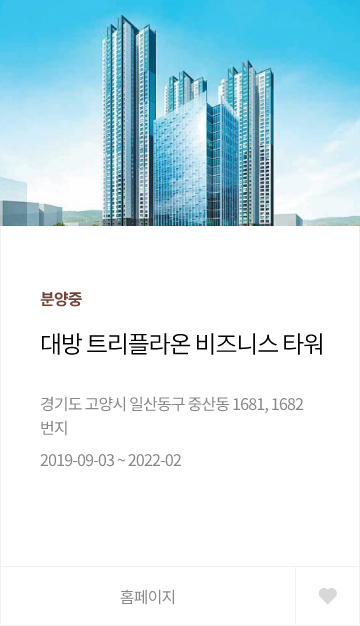 분양중
대방 트리플라온 비즈니스 타워
경기도 고양시 일산동구 중산동 1681, 1682
번지
2019-09-03 ~ 2022-02
홈페이지